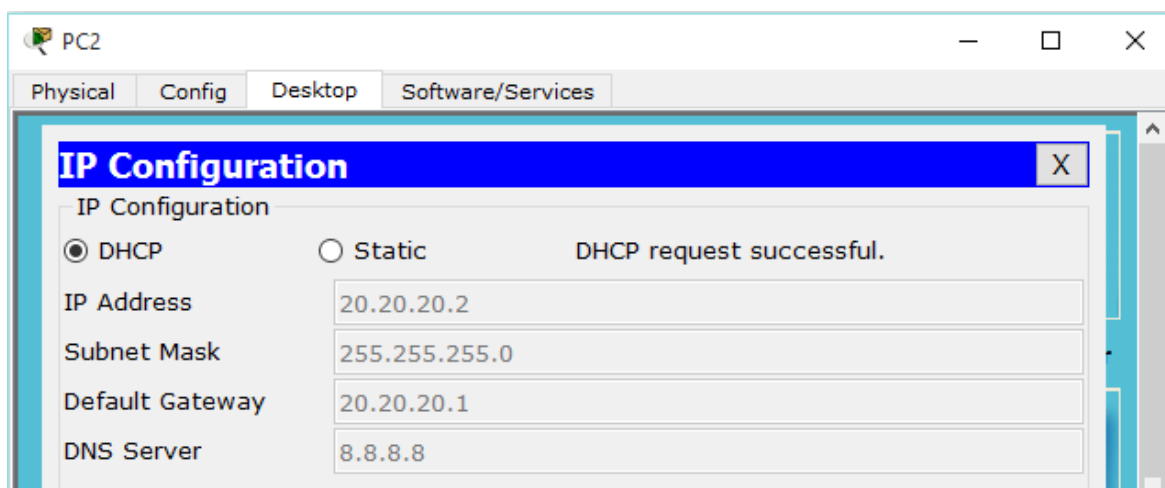 PC2
Physical Config Desktop Software/Services
IP Configuration X
IP Configuration
DHCP Static DHCP request successful.
IP Address 20.20.20.2
Subnet Mask 255.255.255.0
Default Gateway 20.20.20.1
DNS Server 8.8.8.8